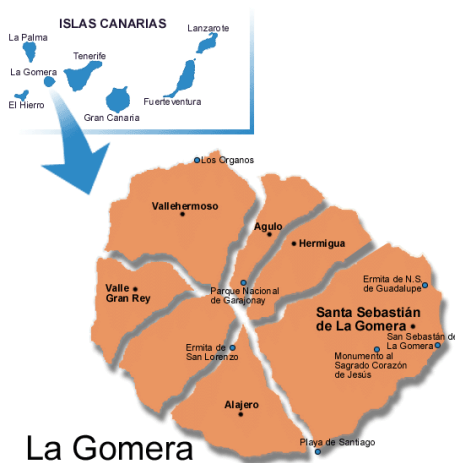 ISLAS CANARIAS
Lanzarote
La Palma
Tenerife
La Gomera
El Hierro
Fuerteventura
Gran Canaria
Los Organos
Vallehermoso
Agulo
Hermigua
Ermita de N.S.
de Guadalupe
Valle
Gran Rey
Parque Nacional
de Garajonay
Santa Sebastián
de La Gomera
San Sebastán de
La Gomera
Ermita de
San Lorenzo
Monumento al
Sagrado Corazón
de Jesús
Alajero
La Gomera
Playa de Santiago